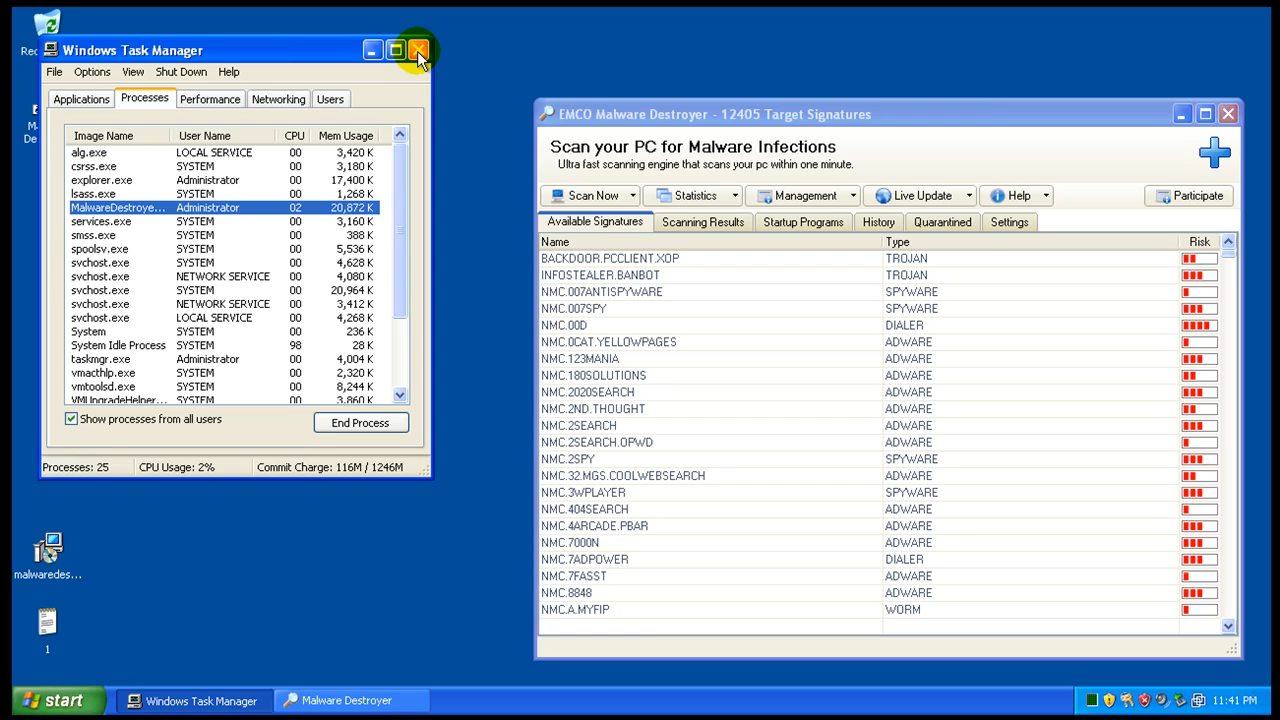 Windows Task Manager
File Options View Shut Down Help
Applications Processes Performance Networking Users
Image Name User Name CPU Mem Usage
alg.exe LOCAL SERVICE 00 3,420 K
csrss.exe SYSTEM 00 3,180 K
explorer.exe Administrator 00 17,400 K
lsass.exe SYSTEM 00 1,268 K
MalwareDestroye... Administrator 02 20,872 K
services.exe SYSTEM 00 3,160 K
smss.exe SYSTEM 00 388 K
spoolsv.exe SYSTEM 00 5,536 K
svchost.exe SYSTEM 00 4,628 K
svchost.exe NETWORK SERVICE 00 4,080 K
svchost.exe SYSTEM 00 20,964 K
svchost.exe NETWORK SERVICE 00 3,412 K
svchost.exe LOCAL SERVICE 00 4,268 K
System SYSTEM 00 236 K
System Idle Process SYSTEM 98 28 K
taskmgr.exe Administrator 00 4,004 K
vmacthlp.exe SYSTEM 00 2,320 K
vmtoolsd.exe SYSTEM 00 8,244 K
VMUpgradeHelper... SYSTEM 00 3,860 K
Show processes from all users
End Process
Processes: 25 CPU Usage: 2% Commit Charge: 116M / 1246M
EMCO Malware Destroyer - 12405 Target Signatures
Scan your PC for Malware Infections
Ultra fast scanning engine that scans your pc within one minute.
Scan Now Statistics Management Live Update Help Participate
Available Signatures Scanning Results Startup Programs History Quarantined Settings
Name Type Risk
BACKDOOR.PCCLIENT.XOP TROJAN
INFOSTEALER.BANBOT TROJAN
NMC.007ANTISPYWARE SPYWARE
NMC.007SPY SPYWARE
NMC.00D DIALER
NMC.0CAT.YELLOWPAGES ADWARE
NMC.123MANIA ADWARE
NMC.180SOLUTIONS ADWARE
NMC.2020SEARCH ADWARE
NMC.2ND.THOUGHT ADWARE
NMC.2SEARCH ADWARE
NMC.2SEARCH.OPWD ADWARE
NMC.2SPY SPYWARE
NMC.32.MGS.COOLWEBSEARCH ADWARE
NMC.3WPLAYER SPYWARE
NMC.404SEARCH ADWARE
NMC.4ARCADE.PBAR ADWARE
NMC.7000N ADWARE
NMC.7ADPOWER DIALER
NMC.7FASST ADWARE
NMC.8848 ADWARE
NMC.A.MYFIP WORM
malwaredes...
1
start Windows Task Manager Malware Destroyer 11:41 PM